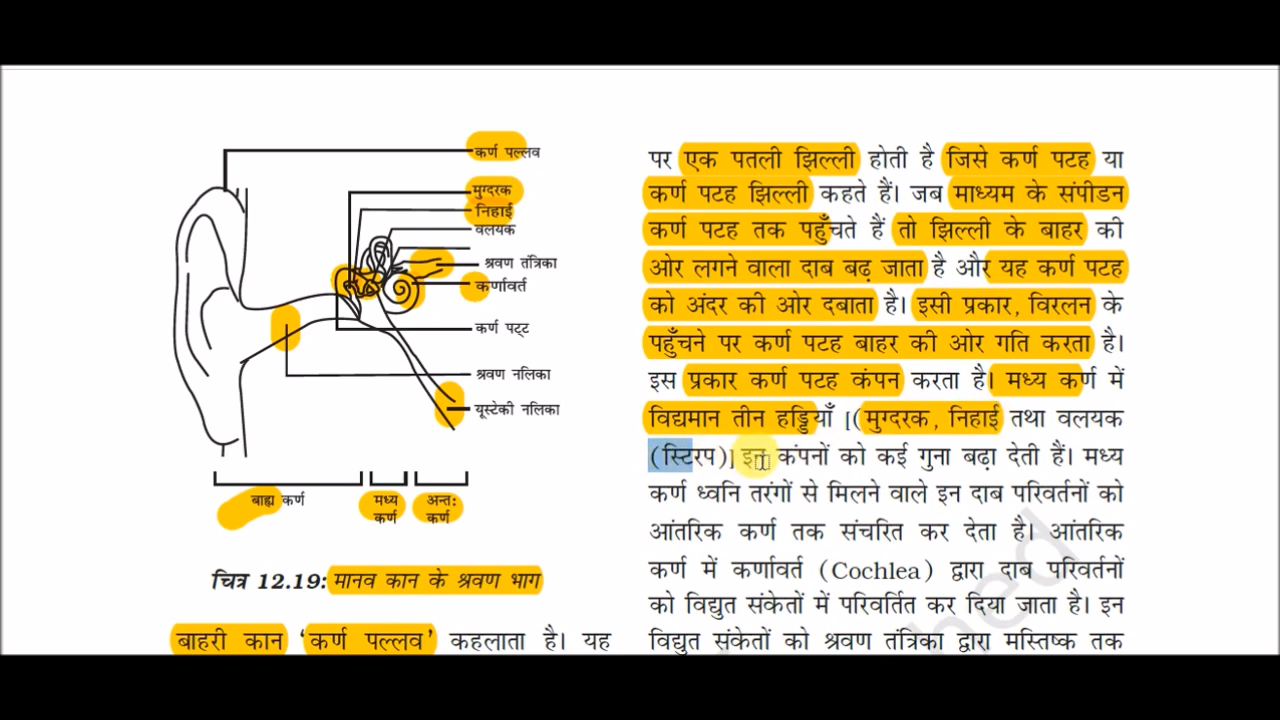 कर्ण पल्लव
मुग्दरक
निहाई
वलयक
श्रवण तंत्रिका
कर्णावर्त
कर्ण पट्ट
श्रवण नलिका
यूस्टेकी नलिका
बाह्य कर्ण
मध्य
कर्ण
अन्तः
कर्ण
चित्र 12.19: मानव कान के श्रवण भाग
बाहरी कान ‘कर्ण पल्लव’ कहलाता है। यह
पर एक पतली झिल्ली होती है जिसे कर्ण पटह या
कर्ण पटह झिल्ली कहते हैं। जब माध्यम के संपीडन
कर्ण पटह तक पहुँचते हैं तो झिल्ली के बाहर की
ओर लगने वाला दाब बढ़ जाता है और यह कर्ण पटह
को अंदर की ओर दबाता है। इसी प्रकार, विरलन के
पहुँचने पर कर्ण पटह बाहर की ओर गति करता है।
इस प्रकार कर्ण पटह कंपन करता है। मध्य कर्ण में
विद्यमान तीन हड्डियाँ [(मुग्दरक, निहाई तथा वलयक
(स्टिरप)] इन कंपनों को कई गुना बढ़ा देती हैं। मध्य
कर्ण ध्वनि तरंगों से मिलने वाले इन दाब परिवर्तनों को
आंतरिक कर्ण तक संचरित कर देता है। आंतरिक
कर्ण में कर्णावर्त (Cochlea) द्वारा दाब परिवर्तनों
को विद्युत संकेतों में परिवर्तित कर दिया जाता है। इन
विद्युत संकेतों को श्रवण तंत्रिका द्वारा मस्तिष्क तक